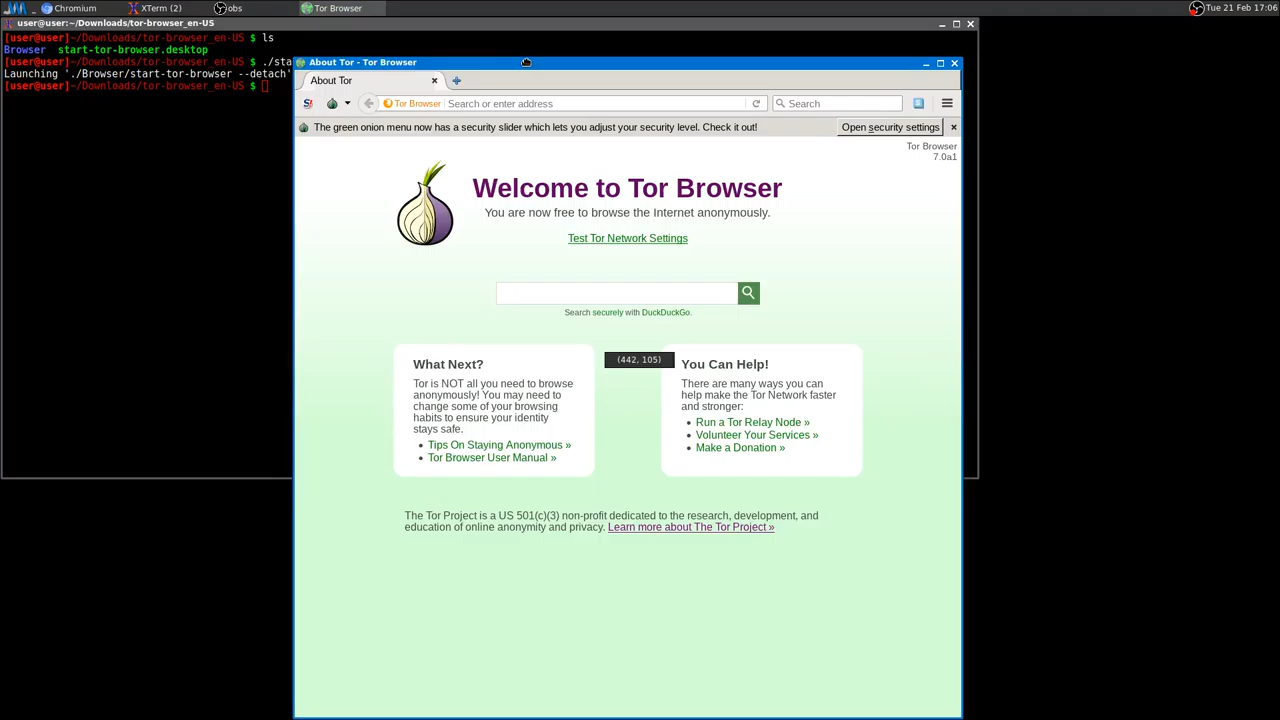 Chromium
XTerm (2)
obs
Tor Browser
Tue 21 Feb 17:06
user@user:~/Downloads/tor-browser_en-US
[user@user]~/Downloads/tor-browser_en-US $ ls
Browser start-tor-browser.desktop
[user@user]~/Downloads/tor-browser_en-US $ ./sta
Launching './Browser/start-tor-browser --detach'
[user@user]~/Downloads/tor-browser_en-US $
About Tor - Tor Browser
About Tor
Tor Browser
Search or enter address
Search
The green onion menu now has a security slider which lets you adjust your security level. Check it out!
Open security settings
Tor Browser
7.0a1
Welcome to Tor Browser
You are now free to browse the Internet anonymously.
Test Tor Network Settings
Search securely with DuckDuckGo.
What Next?
Tor is NOT all you need to browse
anonymously! You may need to
change some of your browsing
habits to ensure your identity
stays safe.
• Tips On Staying Anonymous »
• Tor Browser User Manual »
(442, 105)
You Can Help!
There are many ways you can
help make the Tor Network faster
and stronger:
• Run a Tor Relay Node »
• Volunteer Your Services »
• Make a Donation »
The Tor Project is a US 501(c)(3) non-profit dedicated to the research, development, and
education of online anonymity and privacy. Learn more about The Tor Project »